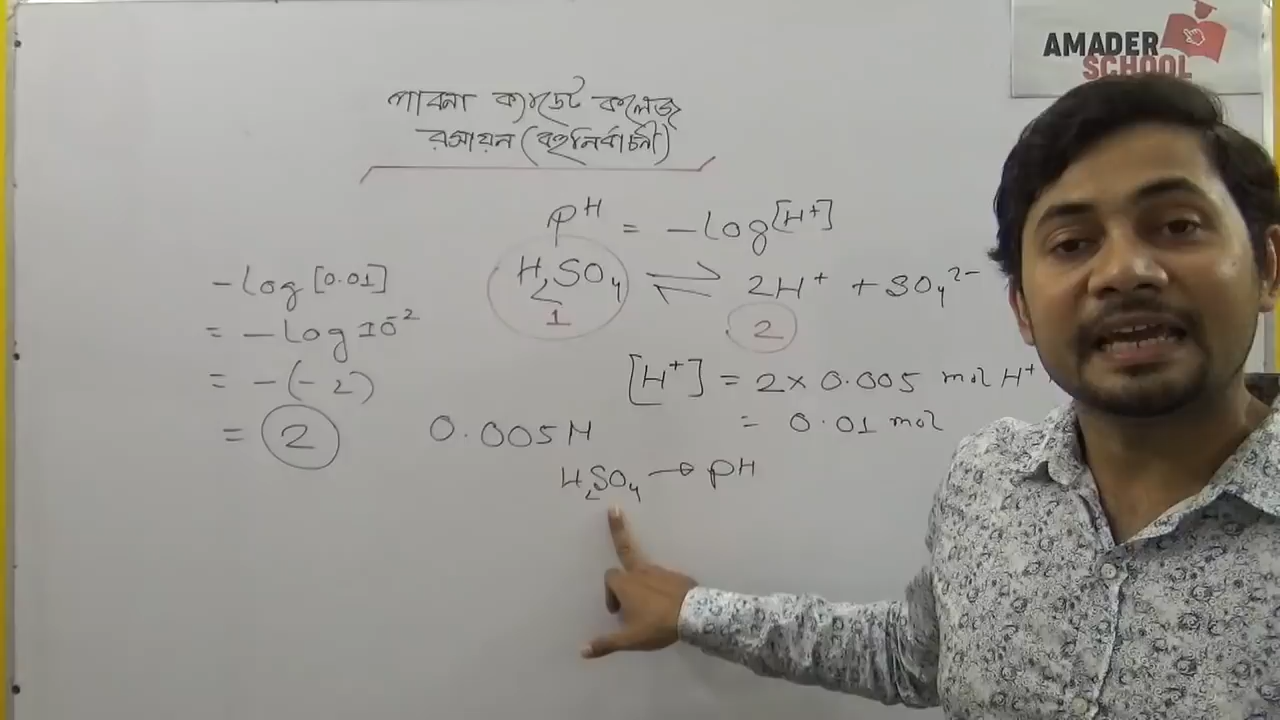 AMADER
SCHOOL
পাবনা ক্যাডেট কলেজ
রসায়ন (বহুনির্বাচনী)
pH = -log[H⁺]
H₂SO₄ ⇌ 2H⁺ + SO₄²⁻
1 2
[H⁺] = 2 × 0.005 mol H⁺
= 0.01 mol
-log [0.01]
= -log 10⁻²
= -(-2)
= 2
0.005M
H₂SO₄ → pH